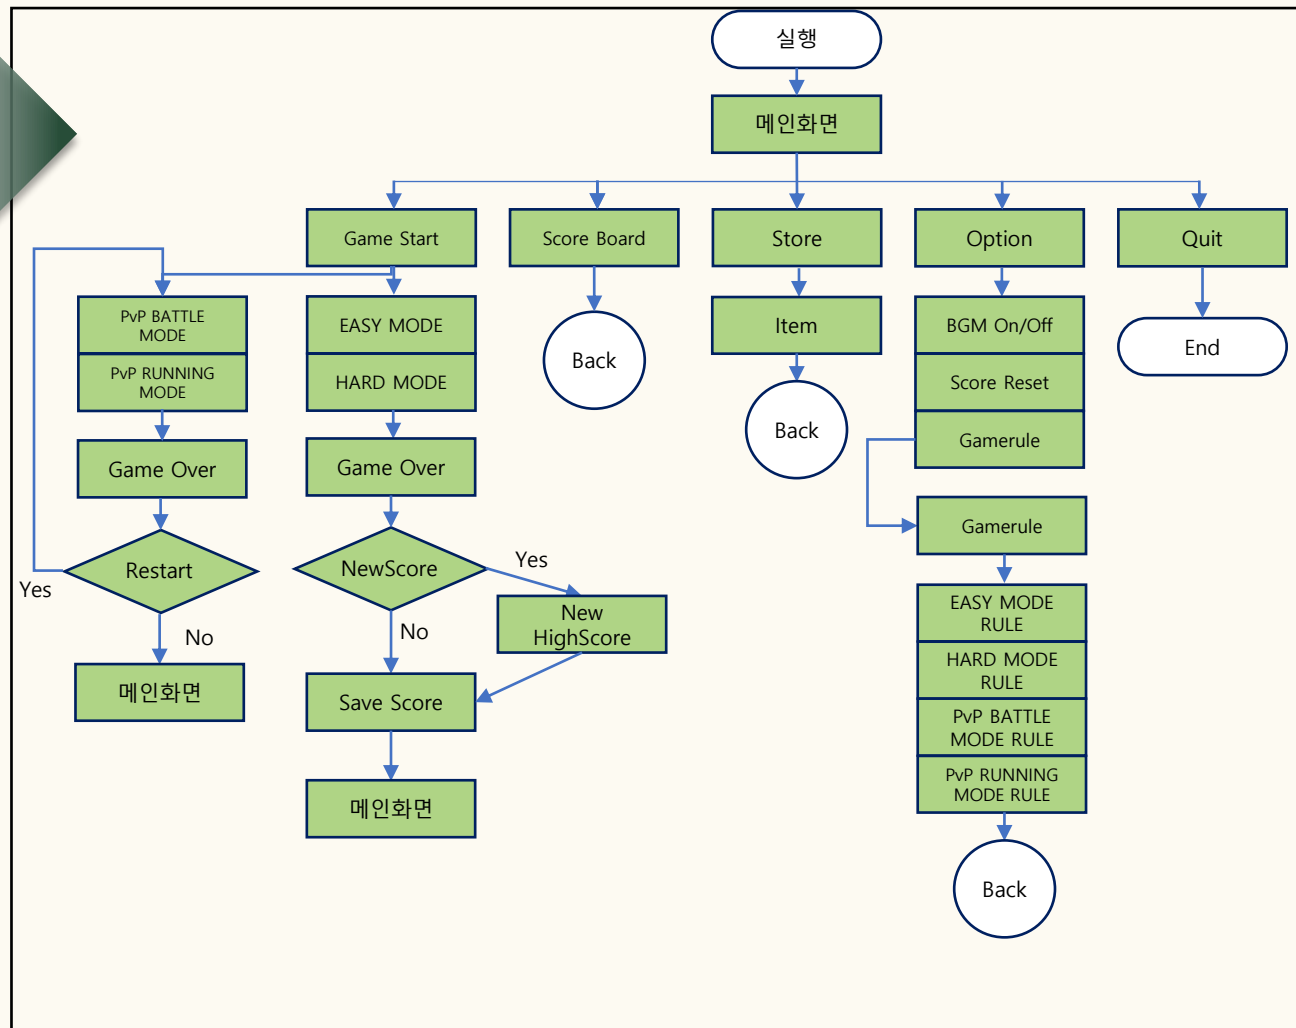 실행
메인화면
Game Start
Score Board
Store
Option
Quit
PvP BATTLE
MODE
PvP RUNNING
MODE
Game Over
Restart
Yes
No
메인화면
EASY MODE
HARD MODE
Game Over
NewScore
Yes
No
New
HighScore
Save Score
메인화면
Back
Item
Back
BGM On/Off
Score Reset
Gamerule
Gamerule
EASY MODE
RULE
HARD MODE
RULE
PvP BATTLE
MODE RULE
PvP RUNNING
MODE RULE
Back
End